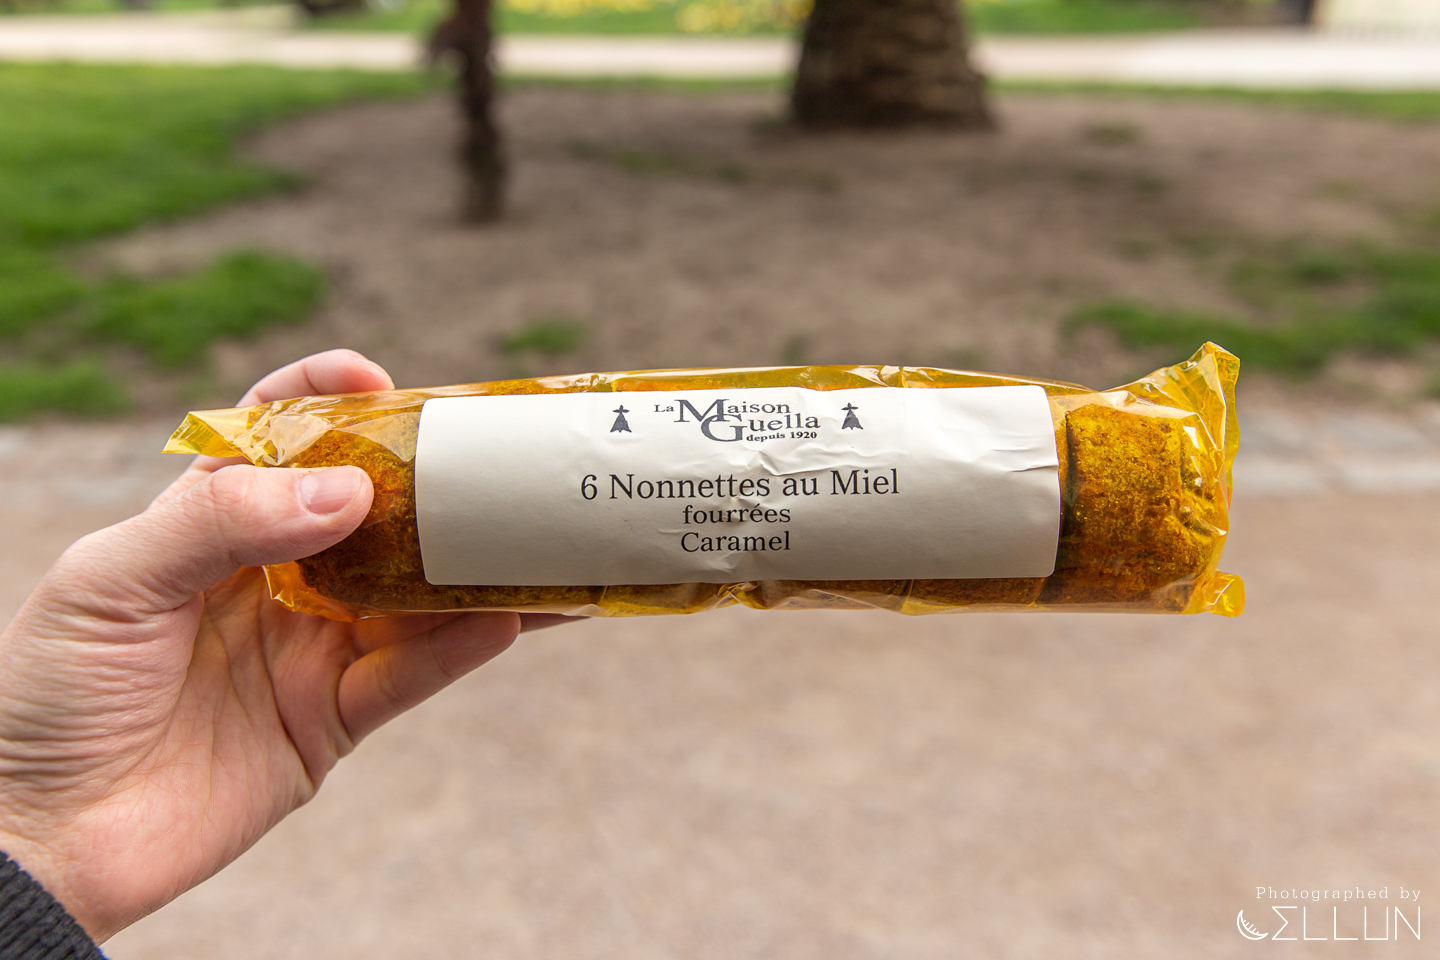 La Maison
Guella
depuis 1920
6 Nonnettes au Miel
fourrées
Caramel
Photographed by
CELLUN